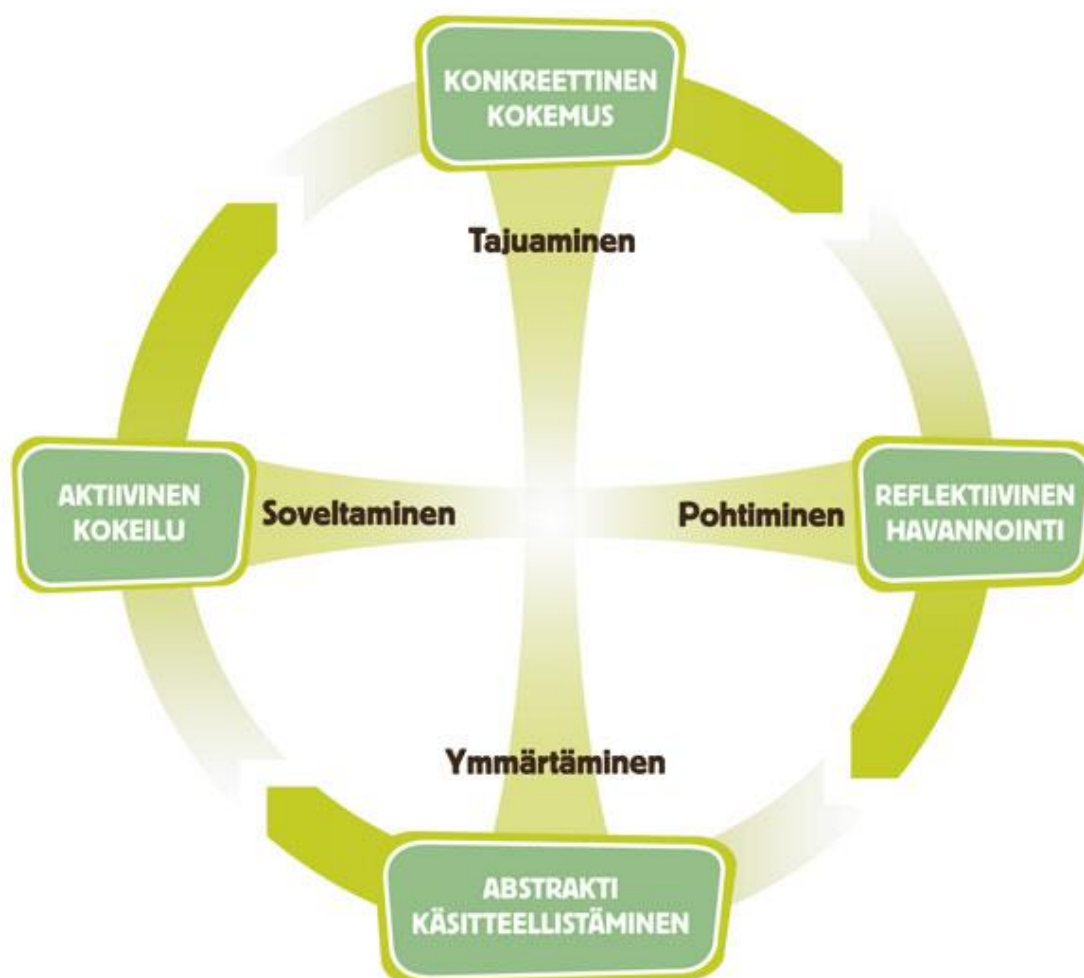 KONKREETTINEN
KOKEMUS
Tajuaminen
AKTIIVINEN
KOKEILU
Soveltaminen
Pohtiminen
REFLEKTIIVINEN
HAVANNOINTI
Ymmärtäminen
ABSTRAKTI
KÄSITTEELLISTÄMINEN